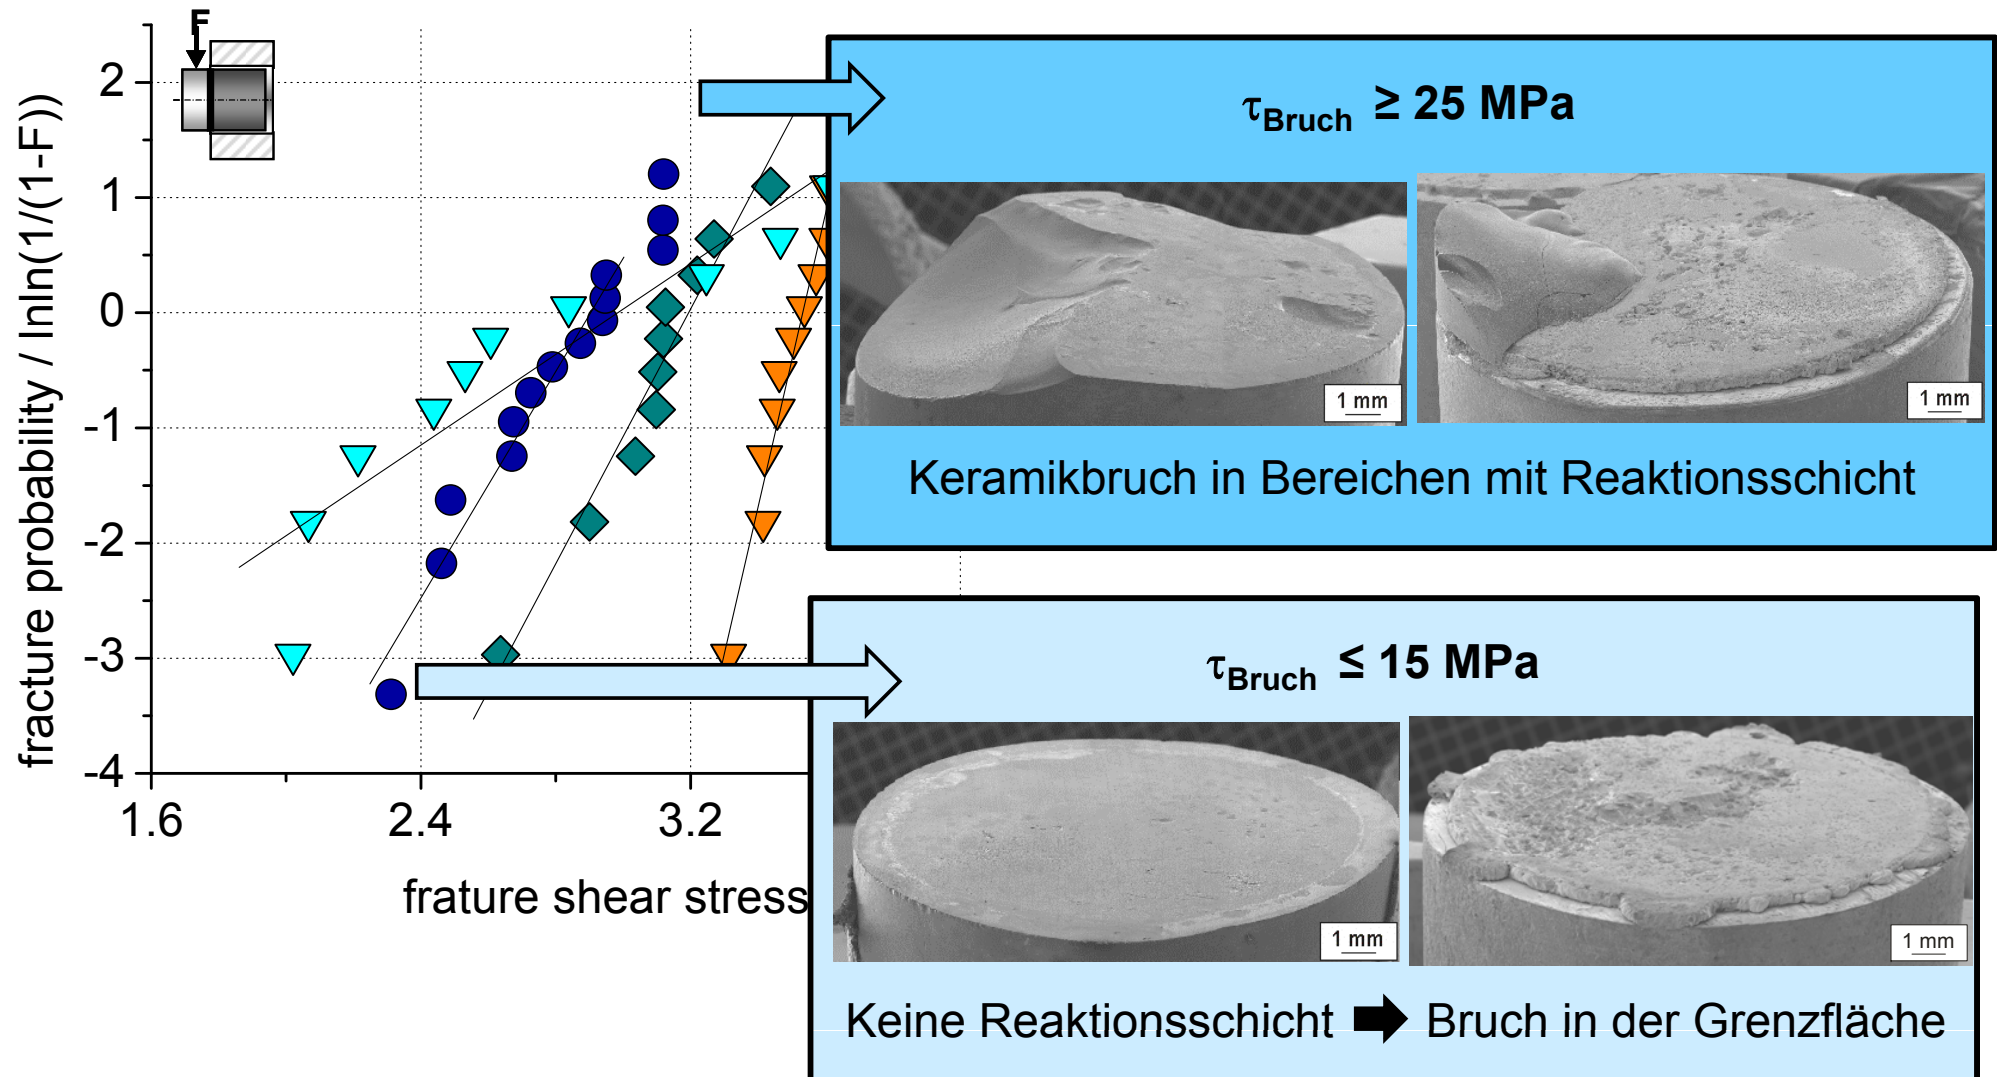 F
fracture probability / lnln(1/(1-F))
2
1
0
-1
-2
-3
-4
1.6
2.4
3.2
frature shear stress
τBruch ≥ 25 MPa
1 mm
1 mm
Keramikbruch in Bereichen mit Reaktionsschicht
τBruch ≤ 15 MPa
1 mm
1 mm
Keine Reaktionsschicht ➡ Bruch in der Grenzfläche